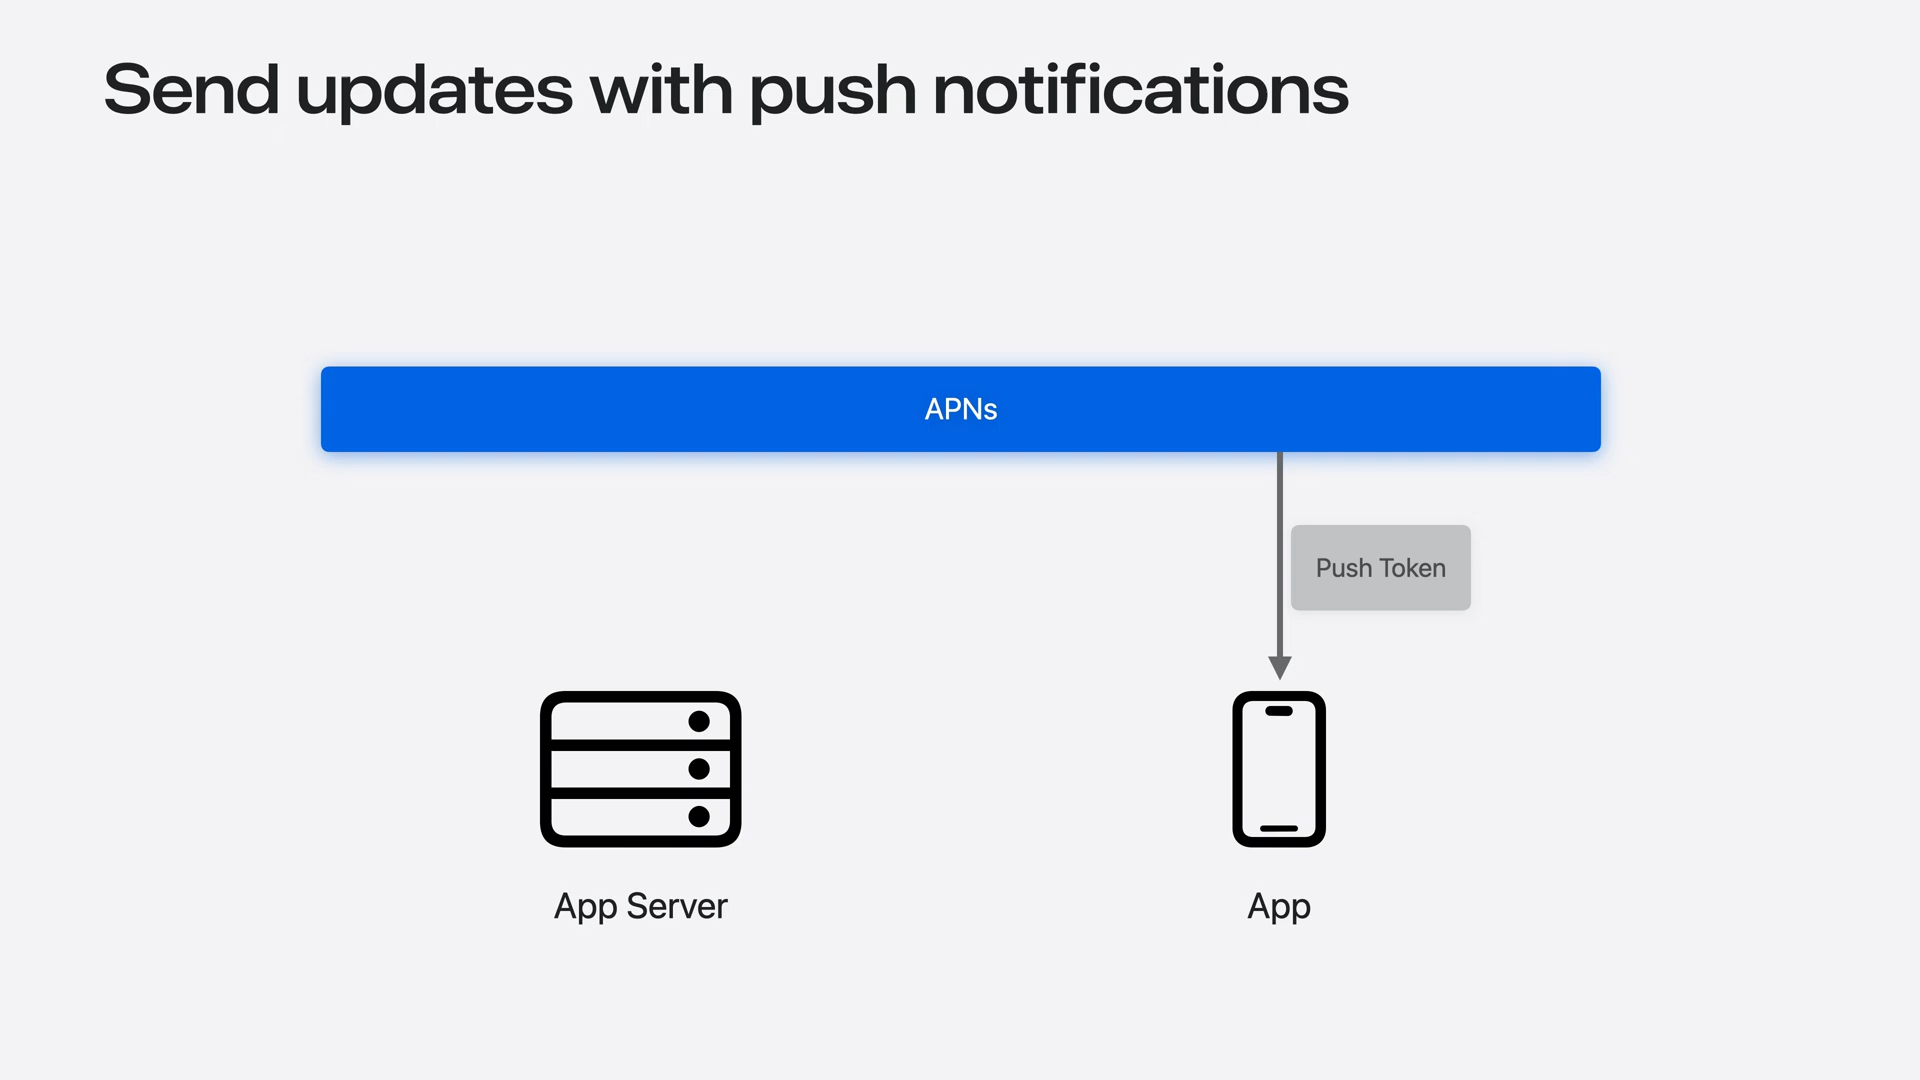 Send updates with push notifications
APNs
Push Token
App Server
App